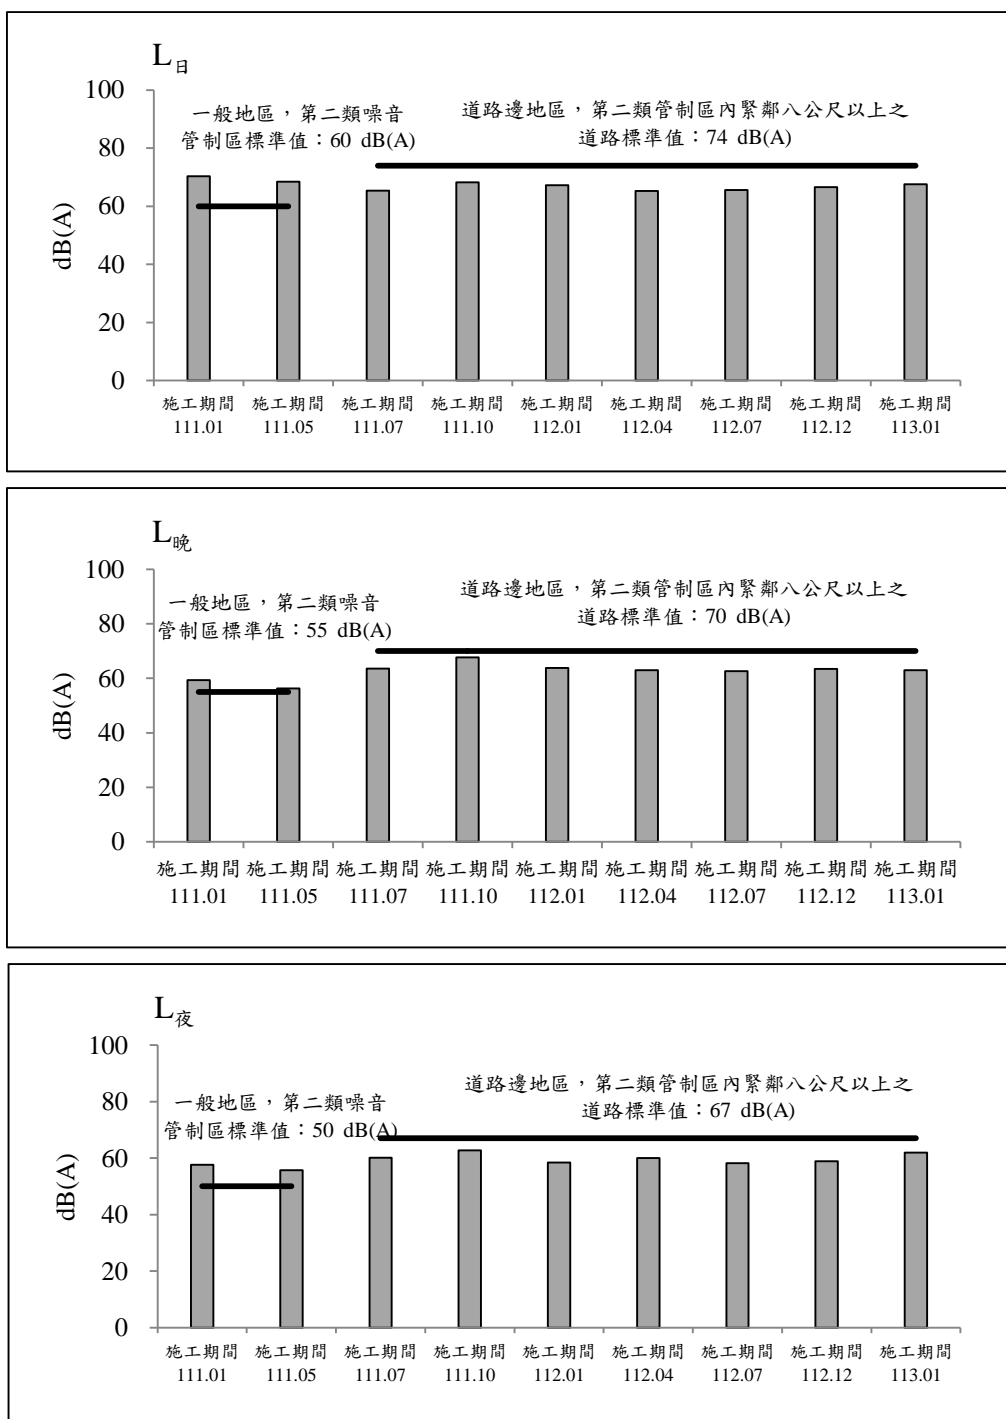 L日
100
80
60
40
20
0
dB(A)
一般地區，第二類噪音
管制區標準值：60 dB(A)
道路邊地區，第二類管制區內緊鄰八公尺以上之
道路標準值：74 dB(A)
施工期間 施工期間 施工期間 施工期間 施工期間 施工期間 施工期間 施工期間 施工期間
111.01 111.05 111.07 111.10 112.01 112.04 112.07 112.12 113.01
L晚
100
80
60
40
20
0
dB(A)
一般地區，第二類噪音
管制區標準值：55 dB(A)
道路邊地區，第二類管制區內緊鄰八公尺以上之
道路標準值：70 dB(A)
施工期間 施工期間 施工期間 施工期間 施工期間 施工期間 施工期間 施工期間 施工期間
111.01 111.05 111.07 111.10 112.01 112.04 112.07 112.12 113.01
L夜
100
80
60
40
20
0
dB(A)
一般地區，第二類噪音
管制區標準值：50 dB(A)
道路邊地區，第二類管制區內緊鄰八公尺以上之
道路標準值：67 dB(A)
施工期間 施工期間 施工期間 施工期間 施工期間 施工期間 施工期間 施工期間 施工期間
111.01 111.05 111.07 111.10 112.01 112.04 112.07 112.12 113.01